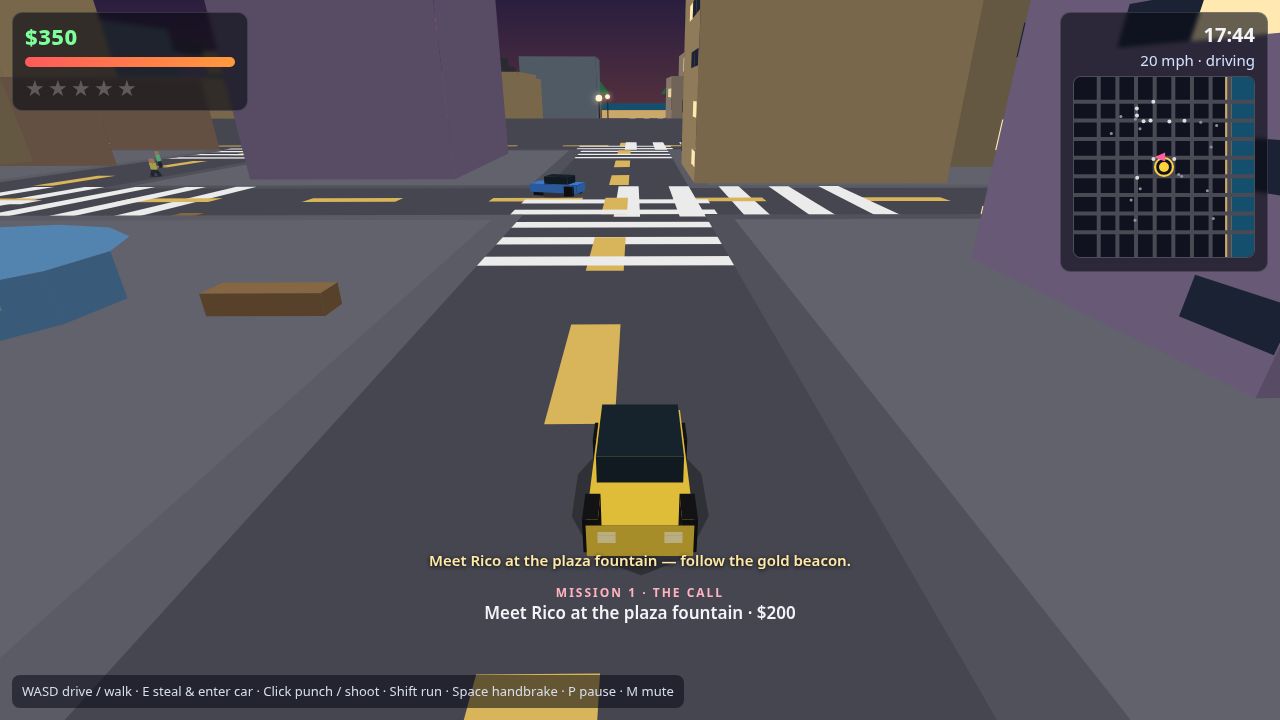 $350
★★★★★
17:44
20 mph · driving
Meet Rico at the plaza fountain — follow the gold beacon.
MISSION 1 · THE CALL
Meet Rico at the plaza fountain · $200
WASD drive / walk · E steal & enter car · Click punch / shoot · Shift run · Space handbrake · P pause · M mute